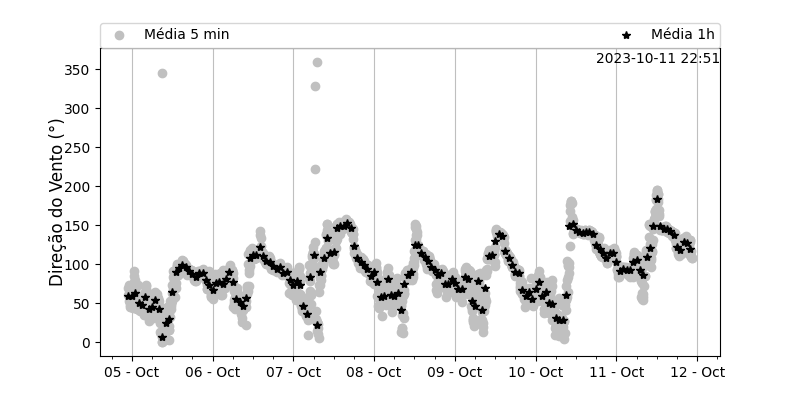 Média 5 min
Média 1h
2023-10-11 22:51
Direção do Vento (°)
350
300
250
200
150
100
50
0
05 - Oct
06 - Oct
07 - Oct
08 - Oct
09 - Oct
10 - Oct
11 - Oct
12 - Oct